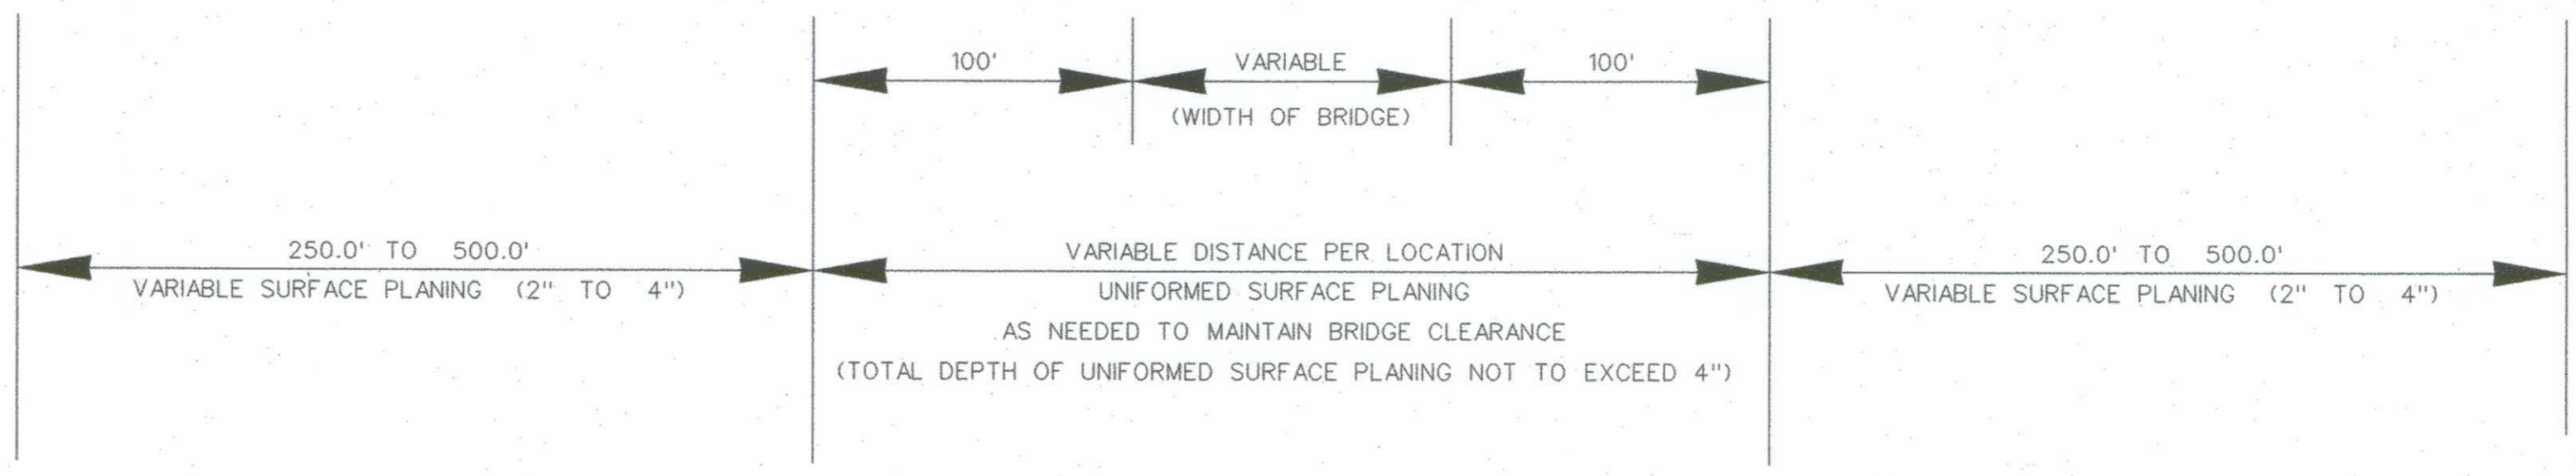 100'
VARIABLE
100'
(WIDTH OF BRIDGE)
250.0' TO 500.0'
VARIABLE SURFACE PLANING (2" TO 4")
VARIABLE DISTANCE PER LOCATION
UNIFORMED SURFACE PLANING
AS NEEDED TO MAINTAIN BRIDGE CLEARANCE
(TOTAL DEPTH OF UNIFORMED SURFACE PLANING NOT TO EXCEED 4")
250.0' TO 500.0'
VARIABLE SURFACE PLANING (2" TO 4")